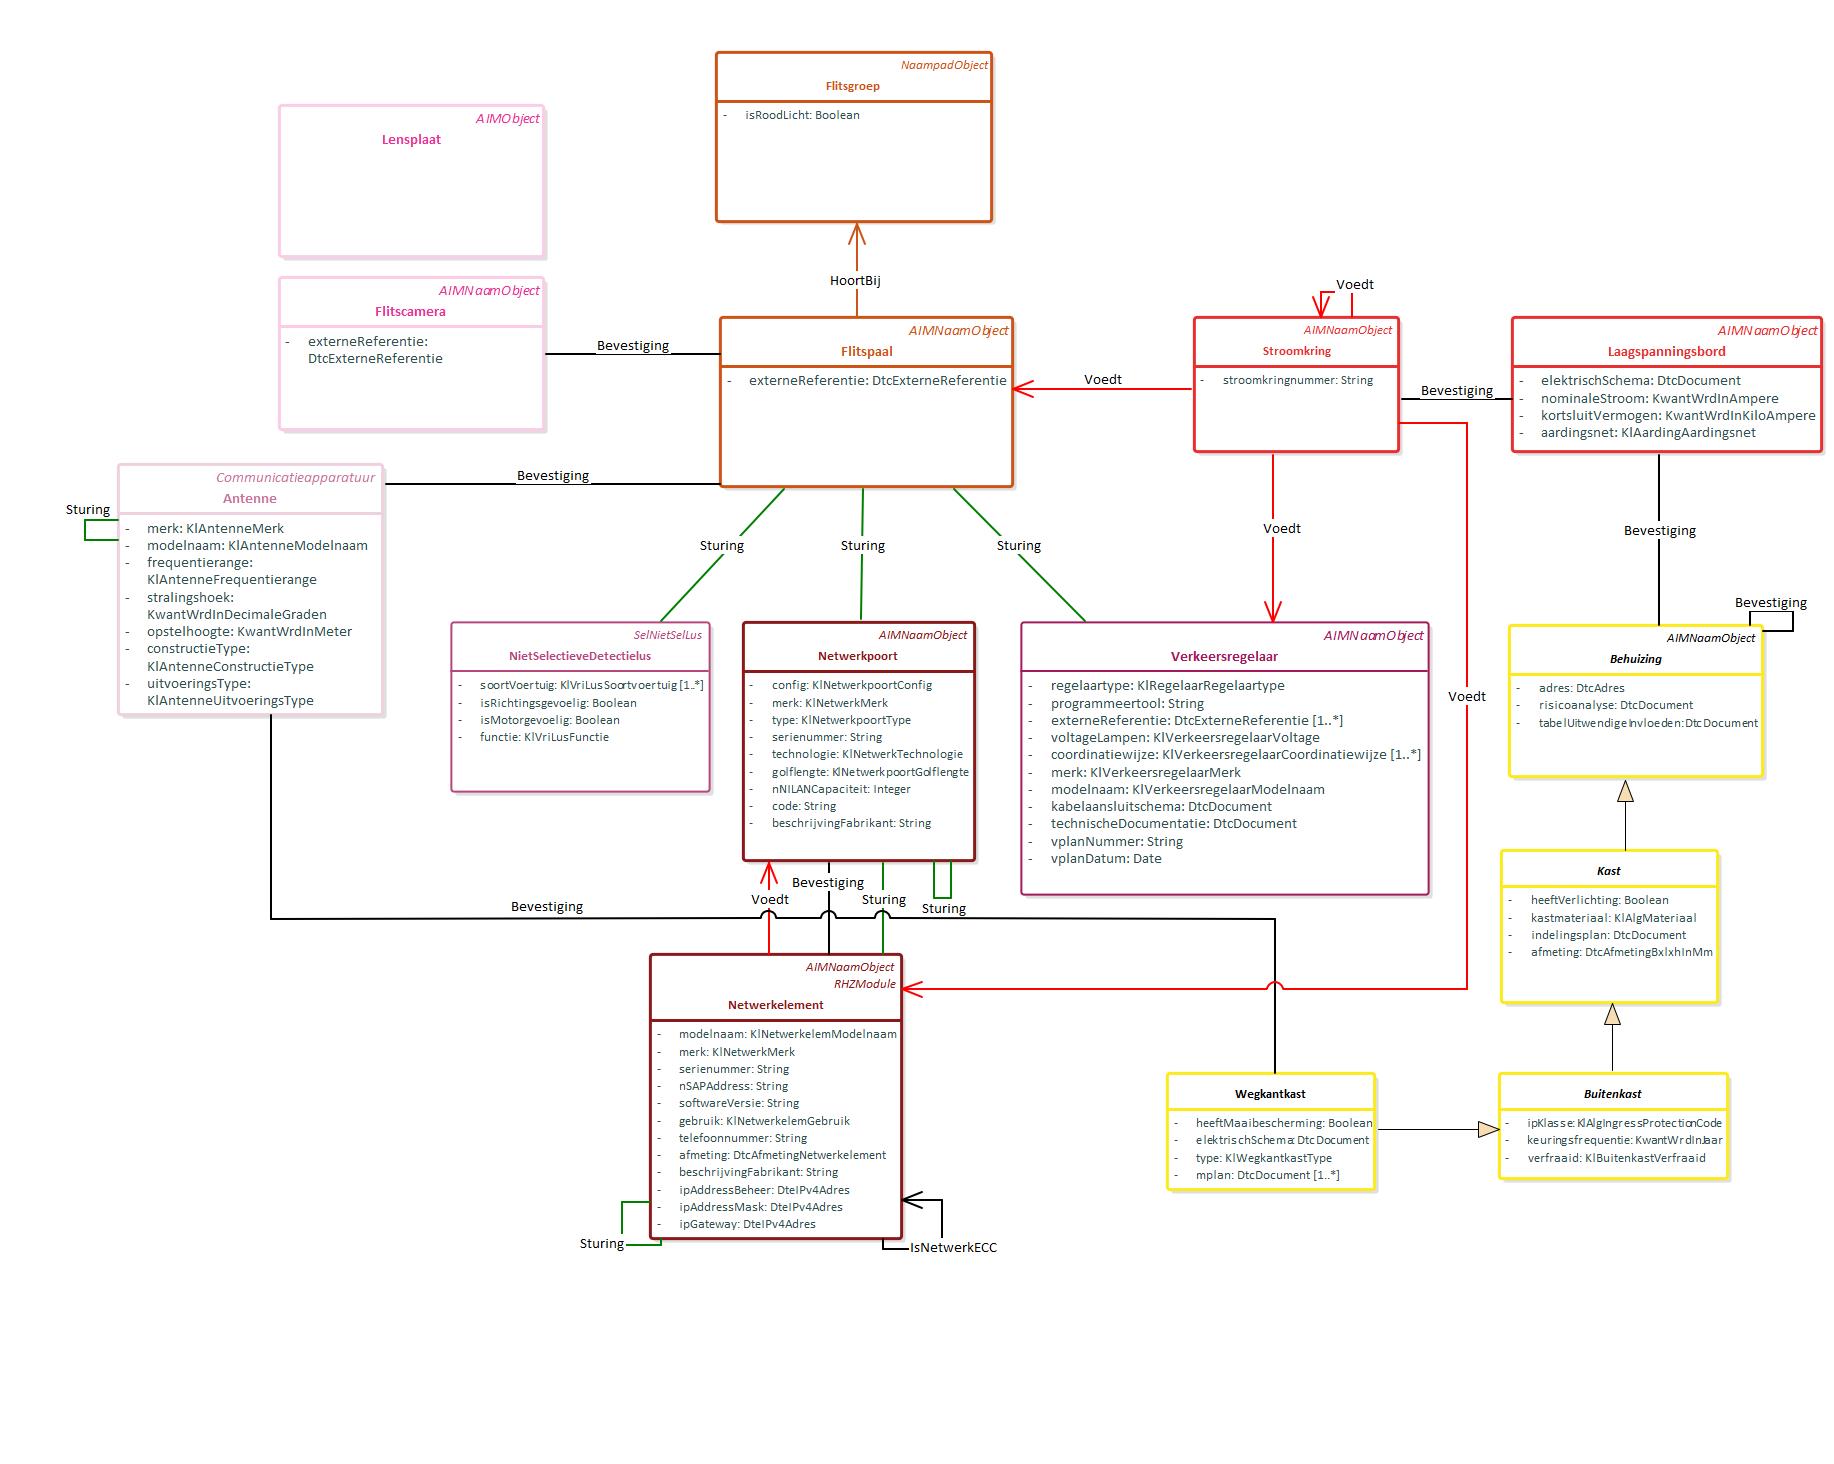 NaampadObject
Flitsgroep
- isRoodLicht: Boolean
AIMObject
Lensplaat
AIMNaamObject
Flitscamera
- externeReferentie:
DtcExterneReferentie
Bevestiging
HoortBij
AIMNaamObject
Flitspaal
- externeReferentie: DtcExterneReferentie
Voedt
Voedt
AIMNaamObject
Stroomkring
- stroomkringnummer: String
Bevestiging
AIMNaamObject
Laagspanningsbord
- elektrischSchema: DtcDocument
- nominaleStroom: KwantWrdInAmpere
- kortsluitVermogen: KwantWrdInKiloAmpere
- aardingsnet: KlAardingAardingsnet
Communicatieapparatuur
Antenne
- merk: KlAntenneMerk
- modelnaam: KlAntenneModelnaam
- frequentierange:
KlAntenneFrequentierange
- stralingshoek:
KwantWrdInDecimaleGraden
- opstelhoogte: KwantWrdInMeter
- constructieType:
KlAntenneConstructieType
- uitvoeringsType:
KlAntenneUitvoeringsType
Sturing
Bevestiging
Sturing
Sturing
Sturing
Voedt
Bevestiging
Bevestiging
Voedt
SelNietSelLus
NietSelectieveDetectielus
- soortVoertuig: KlVriLusSoortvoertuig [1..*]
- isRichtingsgevoelig: Boolean
- isMotorgevoelig: Boolean
- functie: KlVriLusFunctie
AIMNaamObject
Netwerkpoort
- config: KlNetwerkpoortConfig
- merk: KlNetwerkMerk
- type: KlNetwerkpoortType
- serienummer: String
- technologie: KlNetwerkTechnologie
- golflengte: KlNetwerkpoortGolflengte
- nNILANCapaciteit: Integer
- code: String
- beschrijvingFabrikant: String
AIMNaamObject
Verkeersregelaar
- regelaartype: KlRegelaarRegelaartype
- programmeertool: String
- externeReferentie: DtcExterneReferentie [1..*]
- voltageLampen: KlVerkeersregelaarVoltage
- coordinatiewijze: KlVerkeersregelaarCoordinatiewijze [1..*]
- merk: KlVerkeersregelaarMerk
- modelnaam: KlVerkeersregelaarModelnaam
- kabelaansluitschema: DtcDocument
- technischeDocumentatie: DtcDocument
- vplanNummer: String
- vplanDatum: Date
AIMNaamObject
Behuizing
- adres: DtcAdres
- risicoanalyse: DtcDocument
- tabelUitwendigeInvloeden: DtcDocument
Kast
- heeftVerlichting: Boolean
- kastmateriaal: KlAlgMateriaal
- indelingsplan: DtcDocument
- afmeting: DtcAfmetingBxlxhInMm
Voedt
Bevestiging
Sturing
Sturing
Bevestiging
AIMNaamObject
RHZModule
Netwerkelement
- modelnaam: KlNetwerkelemModelnaam
- merk: KlNetwerkMerk
- serienummer: String
- nSAPAddress: String
- softwareVersie: String
- gebruik: KlNetwerkelemGebruik
- telefoonnummer: String
- afmeting: DtcAfmetingNetwerkelement
- beschrijvingFabrikant: String
- ipAddressBeheer: DteIPv4Adres
- ipAddressMask: DteIPv4Adres
- ipGateway: DteIPv4Adres
Sturing
IsNetwerkECC
Wegkantkast
- heeftMaaibescherming: Boolean
- elektrischSchema: DtcDocument
- type: KlWegkantkastType
- mplan: DtcDocument [1..*]
Buitenkast
- ipKlasse: KlAlgIngressProtectionCode
- keuringsfrequentie: KwantWrdInJaar
- verfraaid: KlBuitenkastVerfraaid